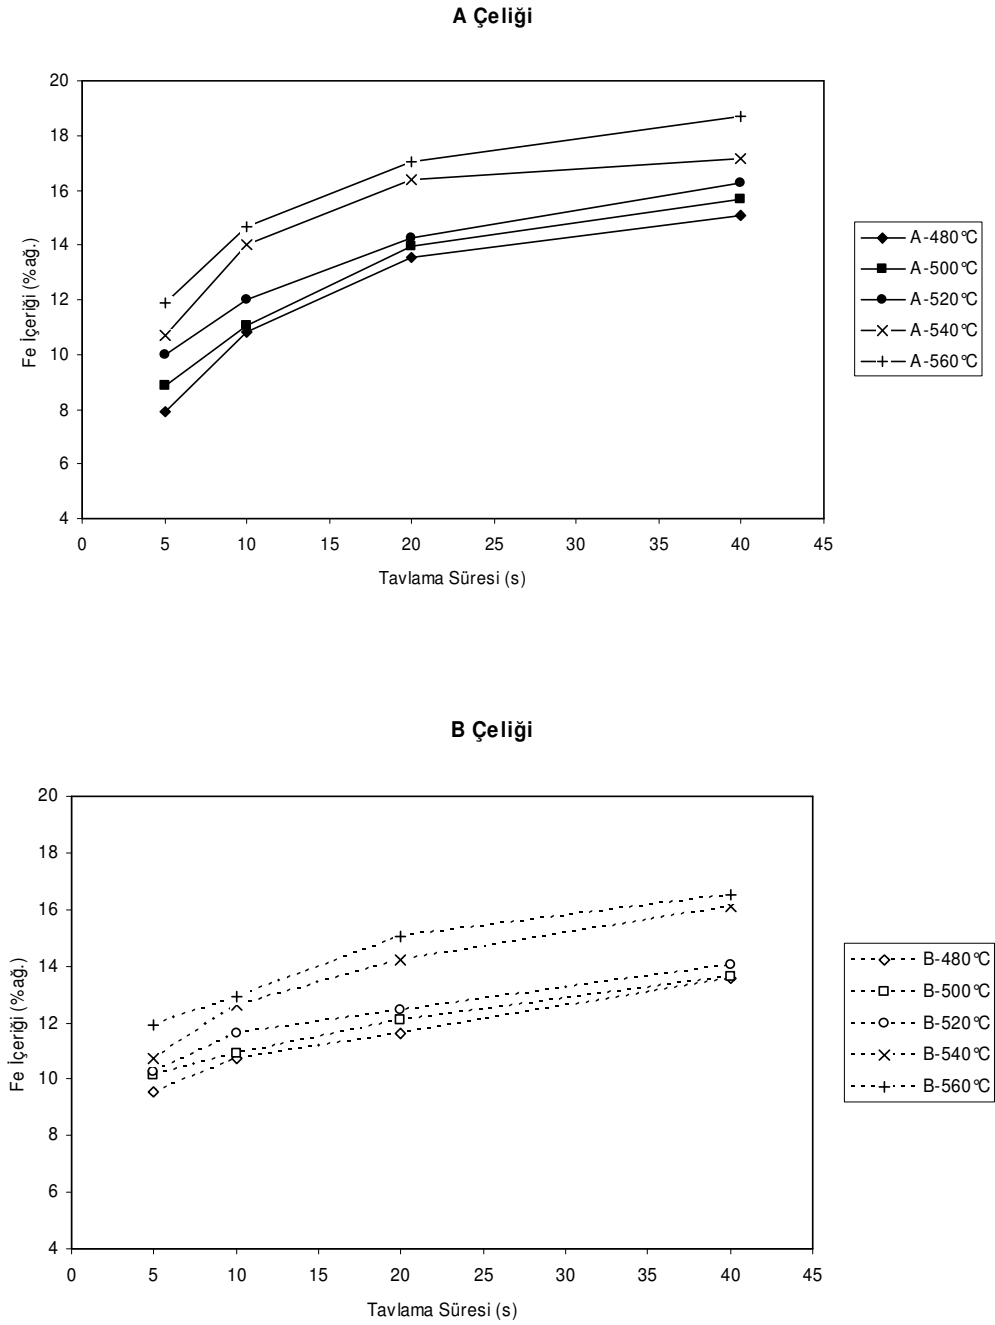 A Çeliği
20
18
16
14
12
10
8
6
4
Fe İçeriği (%ağ.)
0 5 10 15 20 25 30 35 40 45
Tavlama Süresi (s)
A-480°C
A-500°C
A-520°C
A-540°C
A-560°C
B Çeliği
20
18
16
14
12
10
8
6
4
Fe İçeriği (%ağ.)
0 5 10 15 20 25 30 35 40 45
Tavlama Süresi (s)
B-480°C
B-500°C
B-520°C
B-540°C
B-560°C